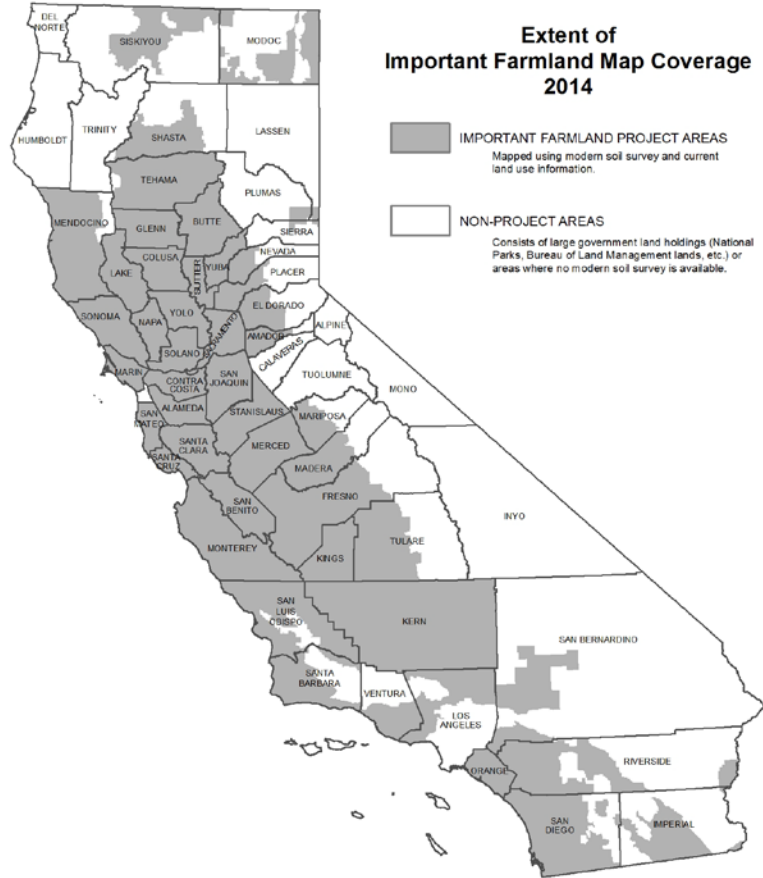 Extent of
Important Farmland Map Coverage
2014
IMPORTANT FARMLAND PROJECT AREAS
Mapped using modern soil survey and current
land use information.
NON-PROJECT AREAS
Consists of large government land holdings (National
Parks, Bureau of Land Management lands, etc.) or
areas where no modern soil survey is available.
DEL
NORTE
SISKIYOU
MODOC
HUMBOLDT
TRINITY
SHASTA
LASSEN
TEHAMA
PLUMAS
MENDOCINO
GLENN
BUTTE
SIERRA
NEVADA
COLUSA
LAKE
SUTTER
YUBA
PLACER
SONOMA
NAPA
YOLO
SACRAMENTO
EL DORADO
ALPINE
SOLANO
AMADOR
CALAVERAS
MARIN
CONTRA
COSTA
SAN
JOAQUIN
TUOLUMNE
MONO
ALAMEDA
SAN
MATEO
STANISLAUS
MARIPOSA
SANTA
CLARA
MERCED
SANTA
CRUZ
MADERA
SAN
BENITO
FRESNO
INYO
MONTEREY
KINGS
TULARE
SAN
LUIS
OBISPO
KERN
SAN BERNARDINO
SANTA
BARBARA
VENTURA
LOS
ANGELES
ORANGE
RIVERSIDE
SAN
DIEGO
IMPERIAL